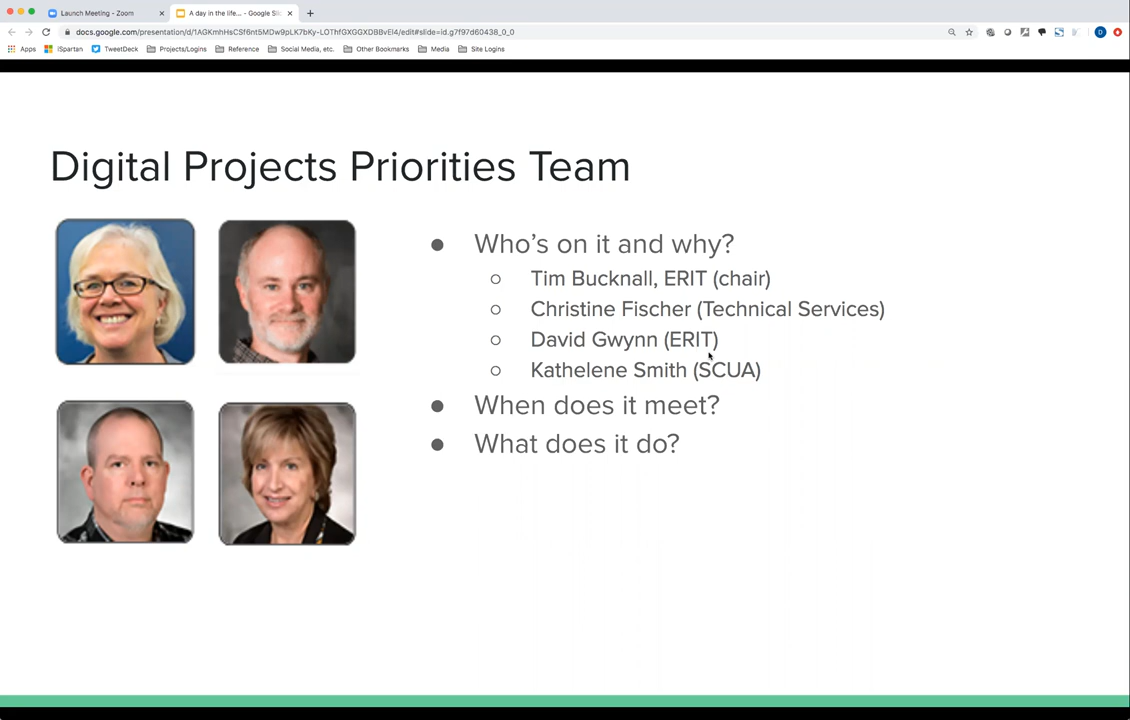 Launch Meeting - Zoom
A day in the life... - Google Sli
docs.google.com/presentation/d/1AGKmhHsCSf6nt5MDw9pLK7bKy-LOThfGXGGXDBBvEl4/edit#slide=id.g7f97d60438_0_0
Apps iSpartan TweetDeck Projects/Logins Reference Social Media, etc. Other Bookmarks Media Site Logins
Digital Projects Priorities Team
● Who's on it and why?
○ Tim Bucknall, ERIT (chair)
○ Christine Fischer (Technical Services)
○ David Gwynn (ERIT)
○ Kathelene Smith (SCUA)
● When does it meet?
● What does it do?